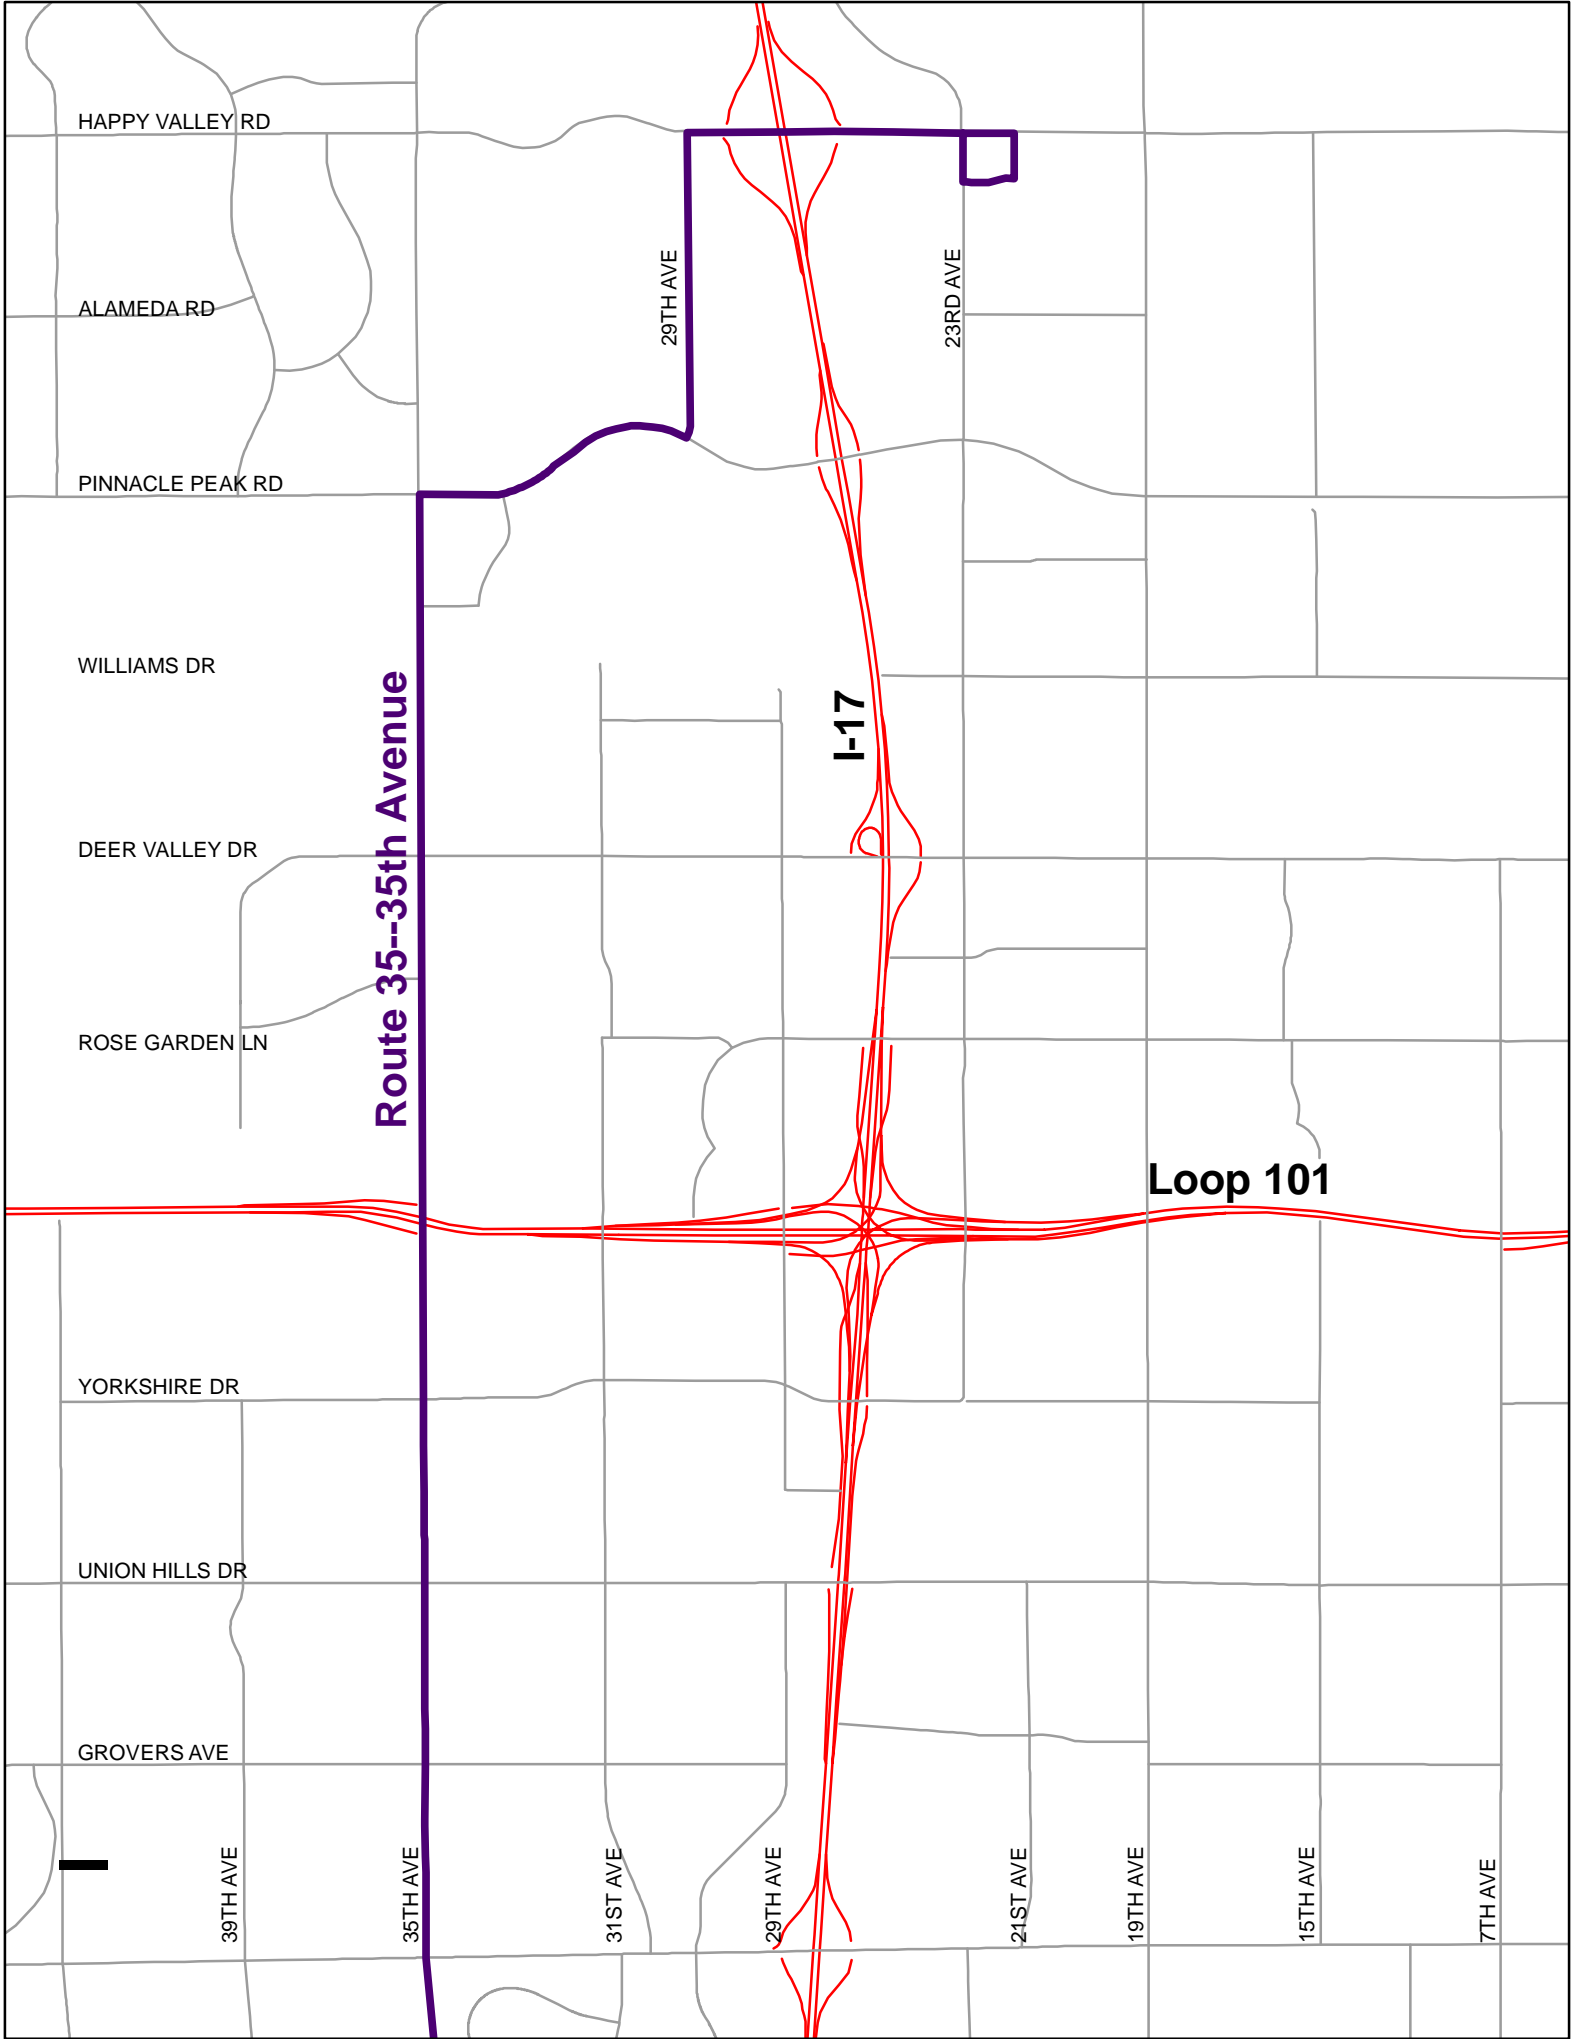 HAPPY VALLEY RD
29TH AVE
23RD AVE
ALAMEDA RD
PINNACLE PEAK RD
WILLIAMS DR
Route 35--35th Avenue
I-17
DEER VALLEY DR
ROSE GARDEN LN
Loop 101
YORKSHIRE DR
UNION HILLS DR
GROVERS AVE
39TH AVE
35TH AVE
31ST AVE
29TH AVE
21ST AVE
19TH AVE
15TH AVE
7TH AVE